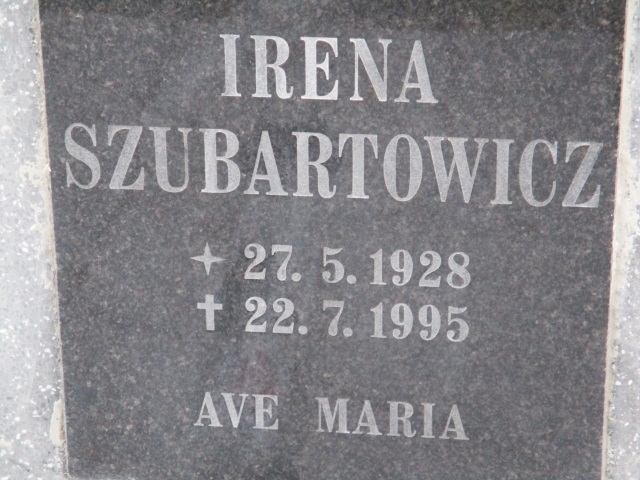 IRENA
SZUBARTOWICZ
✦ 27. 5. 1928
✝ 22. 7. 1995
AVE MARIA